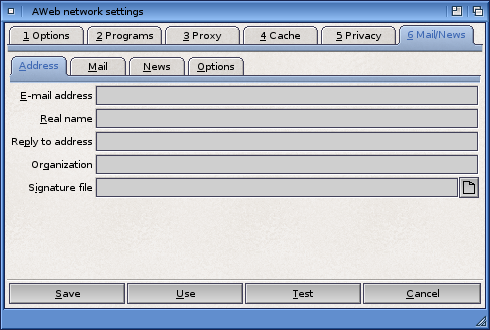 AWeb network settings
1 Options 2 Programs 3 Proxy 4 Cache 5 Privacy 6 Mail/News
Address Mail News Options
E-mail address
Real name
Reply to address
Organization
Signature file
Save Use Test Cancel